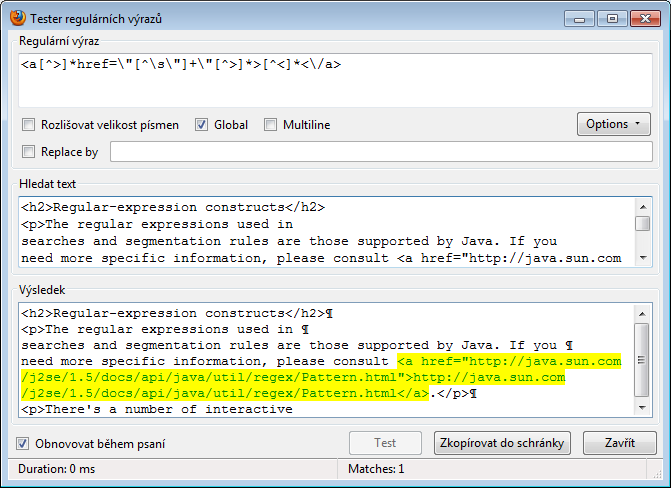 Tester regulárních výrazů
Regulární výraz
<a[^>]*href=\"[^\s\"]+\"[^>]*>[^<]*<\/a>
Rozlišovat velikost písmen Global Multiline Options
Replace by
Hledat text
<h2>Regular-expression constructs</h2>
<p>The regular expressions used in
searches and segmentation rules are those supported by Java. If you
need more specific information, please consult <a href="http://java.sun.com
Výsledek
<h2>Regular-expression constructs</h2>¶
<p>The regular expressions used in ¶
searches and segmentation rules are those supported by Java. If you ¶
need more specific information, please consult <a href="http://java.sun.com
/j2se/1.5/docs/api/java/util/regex/Pattern.html">http://java.sun.com
/j2se/1.5/docs/api/java/util/regex/Pattern.html</a>.</p>¶
<p>There's a number of interactive
Obnovovat během psaní Test Zkopírovat do schránky Zavřít
Duration: 0 ms Matches: 1